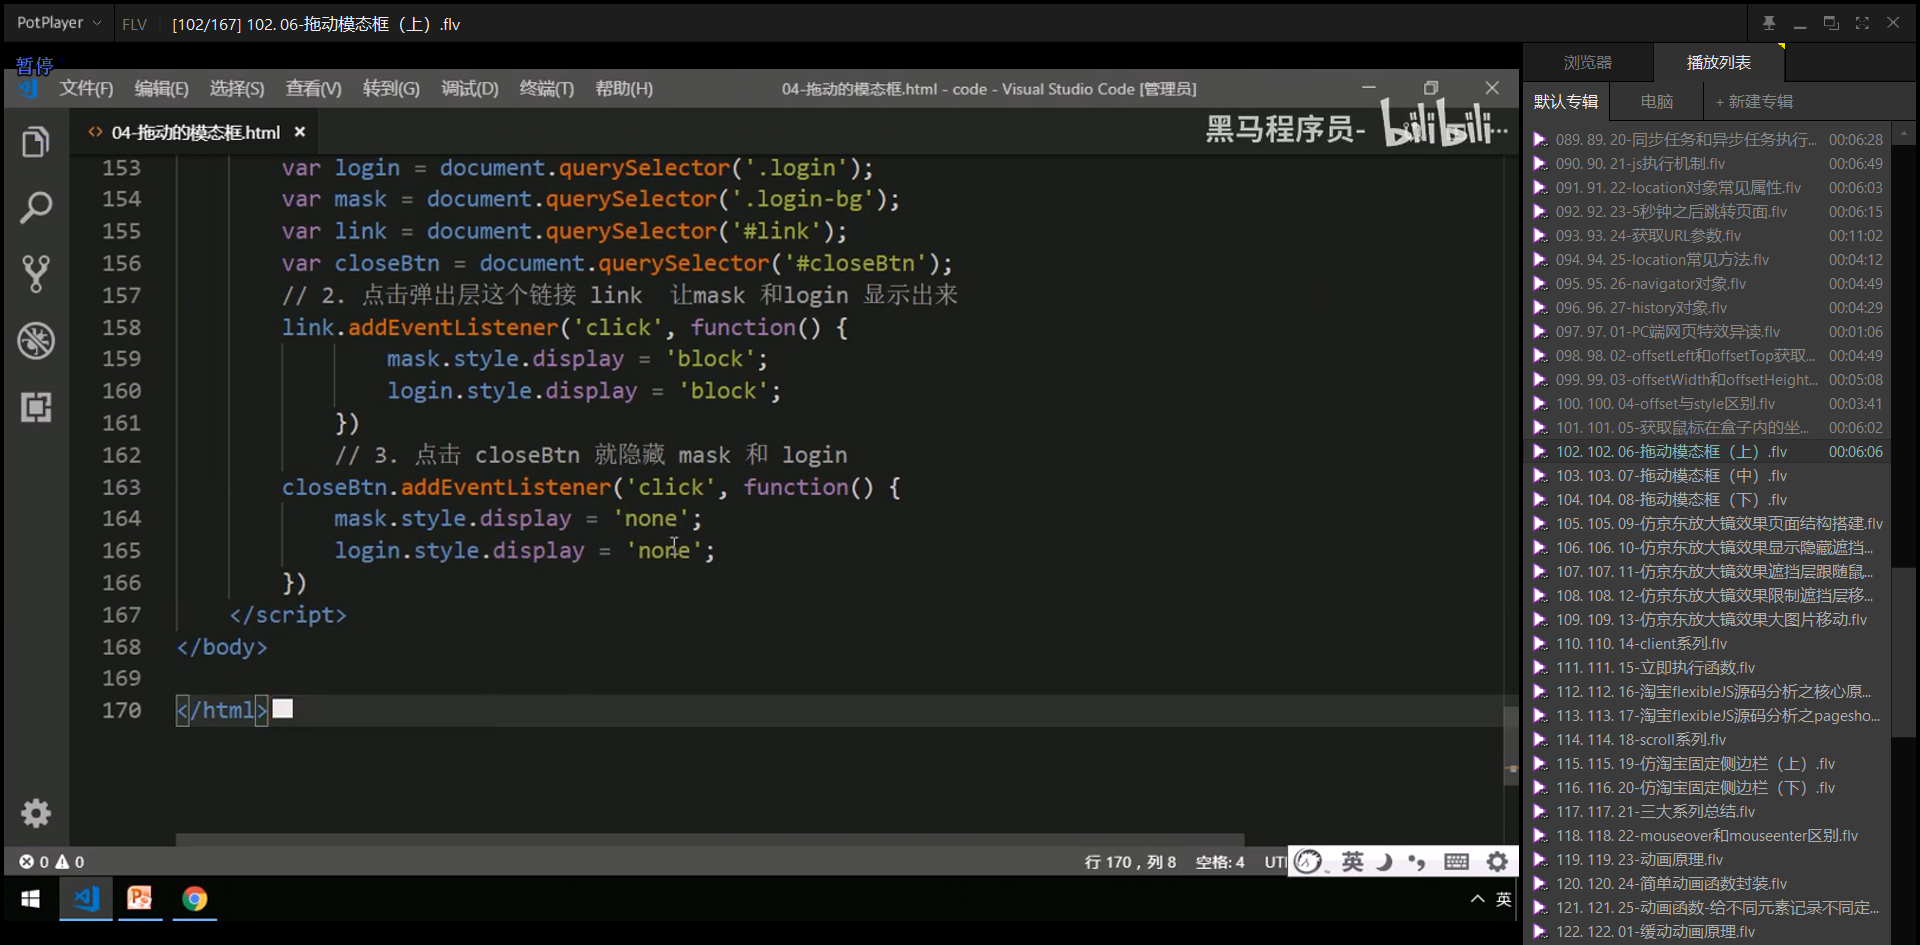 PotPlayer
FLV
[102/167] 102. 06-拖动模态框（上）.flv
暂停
文件(F) 编辑(E) 选择(S) 查看(V) 转到(G) 调试(D) 终端(T) 帮助(H)
04-拖动的模态框.html - code - Visual Studio Code [管理员]
<> 04-拖动的模态框.html ×
黑马程序员- bilibili ...
153 var login = document.querySelector('.login');
154 var mask = document.querySelector('.login-bg');
155 var link = document.querySelector('#link');
156 var closeBtn = document.querySelector('#closeBtn');
157 // 2. 点击弹出层这个链接 link 让mask 和login 显示出来
158 link.addEventListener('click', function() {
159 mask.style.display = 'block';
160 login.style.display = 'block';
161 })
162 // 3. 点击 closeBtn 就隐藏 mask 和 login
163 closeBtn.addEventListener('click', function() {
164 mask.style.display = 'none';
165 login.style.display = 'none';
166 })
167 </script>
168 </body>
169
170 </html>
0 0
行 170，列 8 空格: 4
英
英
浏览器 播放列表
默认专辑 电脑 + 新建专辑
089. 89. 20-同步任务和异步任务执行... 00:06:28
090. 90. 21-js执行机制.flv 00:06:49
091. 91. 22-location对象常见属性.flv 00:06:03
092. 92. 23-5秒钟之后跳转页面.flv 00:06:15
093. 93. 24-获取URL参数.flv 00:11:02
094. 94. 25-location常见方法.flv 00:04:12
095. 95. 26-navigator对象.flv 00:04:49
096. 96. 27-history对象.flv 00:04:29
097. 97. 01-PC端网页特效导读.flv 00:01:06
098. 98. 02-offsetLeft和offsetTop获取... 00:04:49
099. 99. 03-offsetWidth和offsetHeight... 00:05:08
100. 100. 04-offset与style区别.flv 00:03:41
101. 101. 05-获取鼠标在盒子内的坐... 00:06:02
102. 102. 06-拖动模态框（上）.flv 00:06:06
103. 103. 07-拖动模态框（中）.flv
104. 104. 08-拖动模态框（下）.flv
105. 105. 09-仿京东放大镜效果页面结构搭建.flv
106. 106. 10-仿京东放大镜效果显示隐藏遮挡...
107. 107. 11-仿京东放大镜效果遮挡层跟随鼠...
108. 108. 12-仿京东放大镜效果限制遮挡层移...
109. 109. 13-仿京东放大镜效果大图片移动.flv
110. 110. 14-client系列.flv
111. 111. 15-立即执行函数.flv
112. 112. 16-淘宝flexibleJS源码分析之核心原...
113. 113. 17-淘宝flexibleJS源码分析之pagesho...
114. 114. 18-scroll系列.flv
115. 115. 19-仿淘宝固定侧边栏（上）.flv
116. 116. 20-仿淘宝固定侧边栏（下）.flv
117. 117. 21-三大系列总结.flv
118. 118. 22-mouseover和mouseenter区别.flv
119. 119. 23-动画原理.flv
120. 120. 24-简单动画函数封装.flv
121. 121. 25-动画函数-给不同元素记录不同定...
122. 122. 01-缓动动画原理.flv